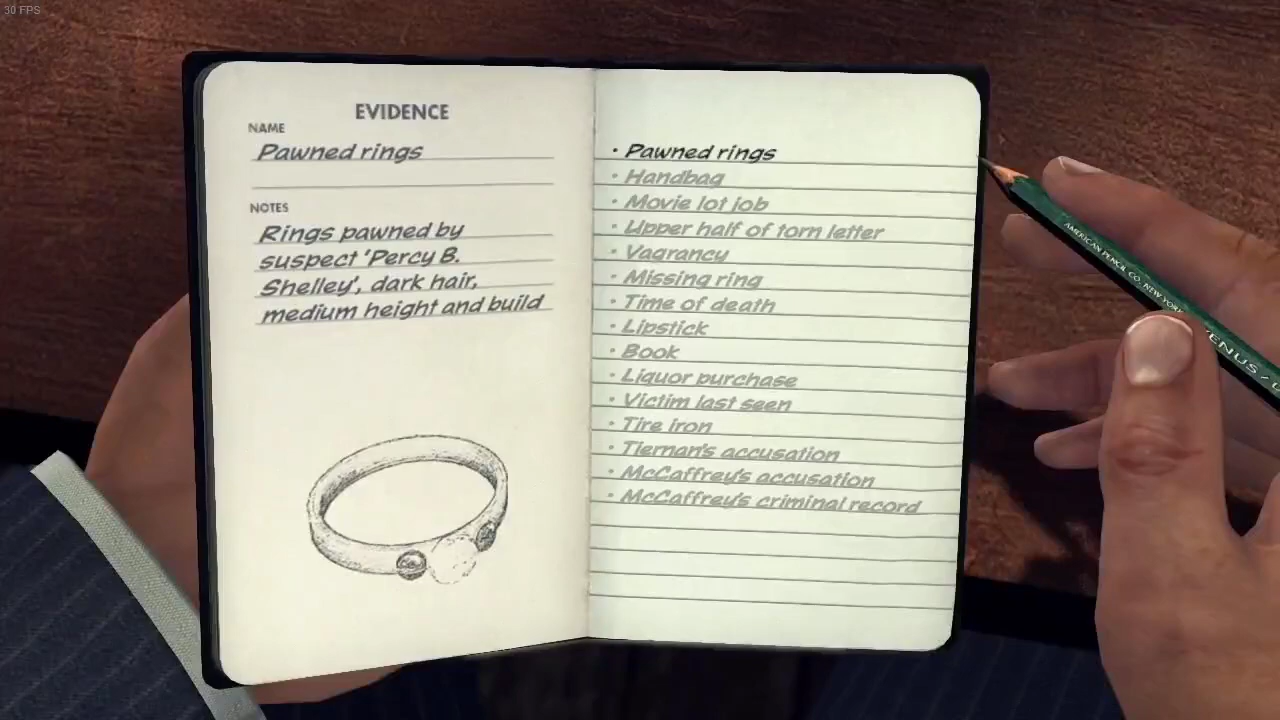 30 FPS
EVIDENCE
NAME
Pawned rings
NOTES
Rings pawned by
suspect 'Percy B.
Shelley', dark hair,
medium height and build
• Pawned rings
• Handbag
• Movie lot job
• Upper half of torn letter
• Vagrancy
• Missing ring
• Time of death
• Lipstick
• Book
• Liquor purchase
• Victim last seen
• Tire iron
• Tiernan's accusation
• McCaffrey's accusation
• McCaffrey's criminal record
AMERICAN PENCIL CO. NEW YORK
VENUS